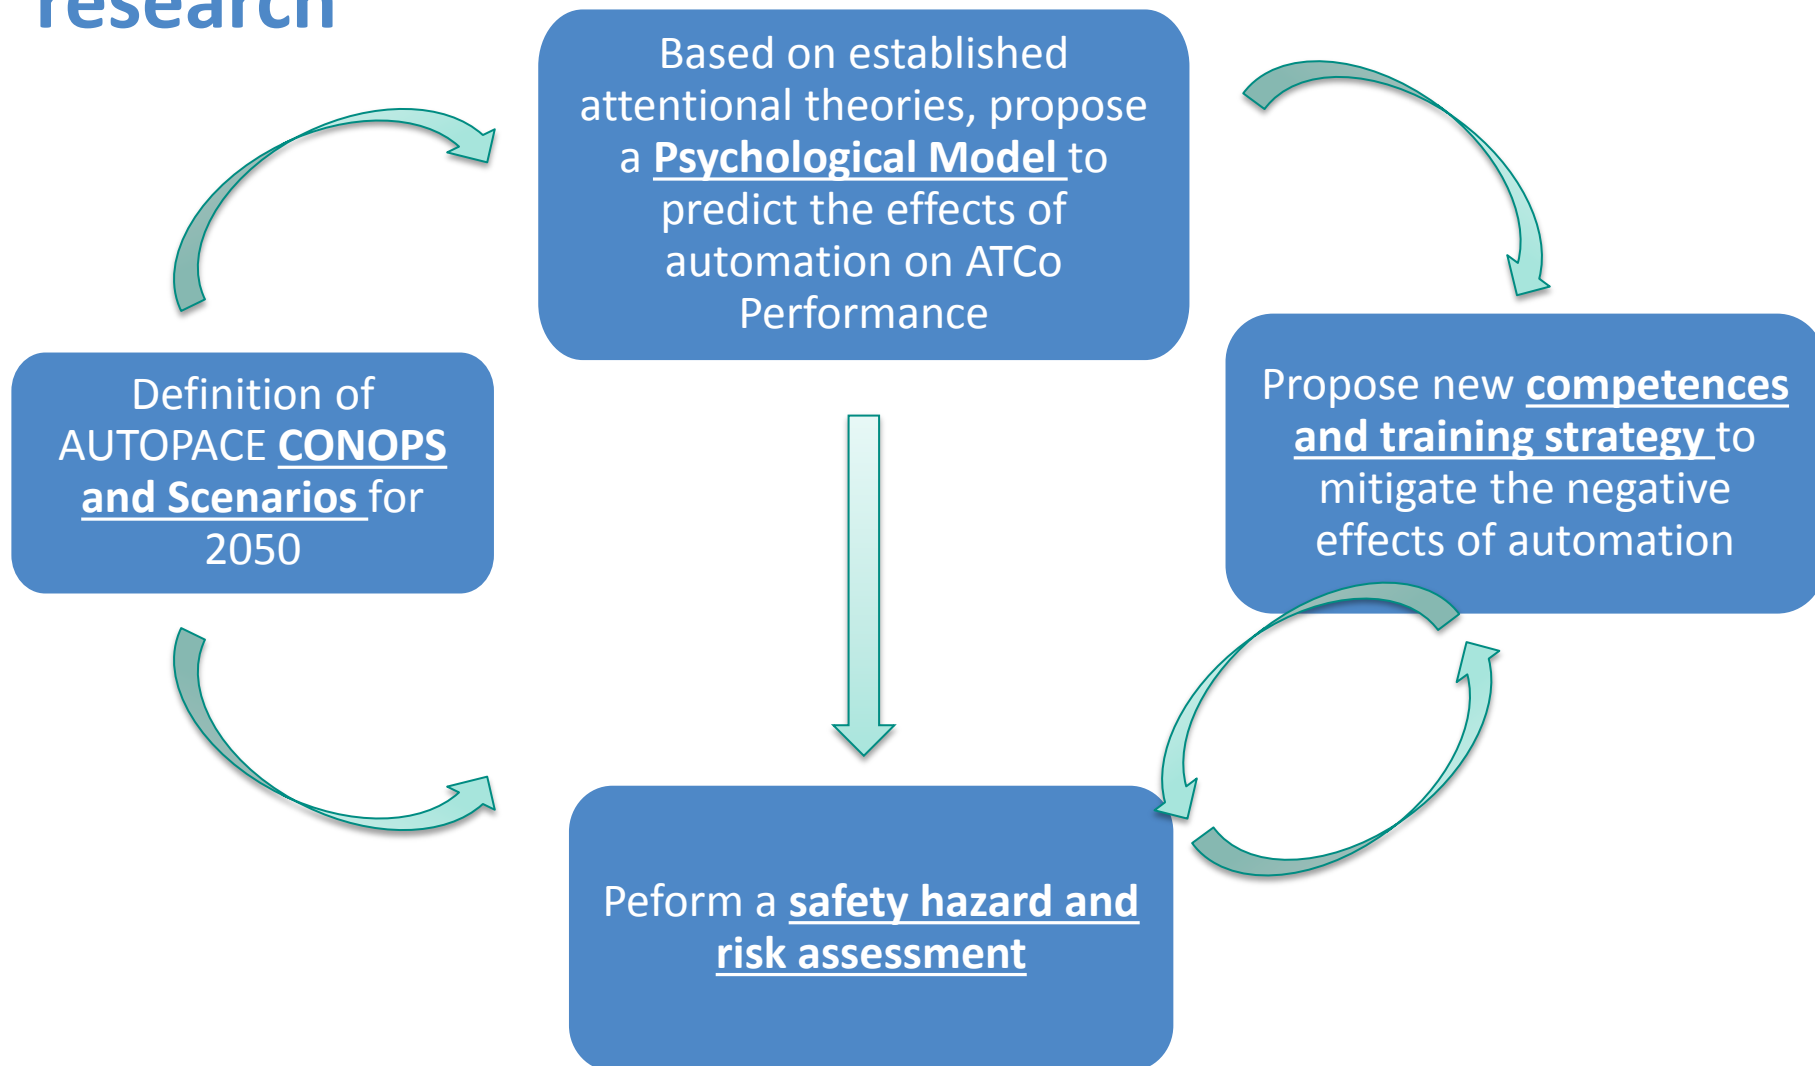 research
Based on established
attentional theories, propose
a Psychological Model to
predict the effects of
automation on ATCo
Performance
Definition of
AUTOPACE CONOPS
and Scenarios for
2050
Propose new competences
and training strategy to
mitigate the negative
effects of automation
Peform a safety hazard and
risk assessment